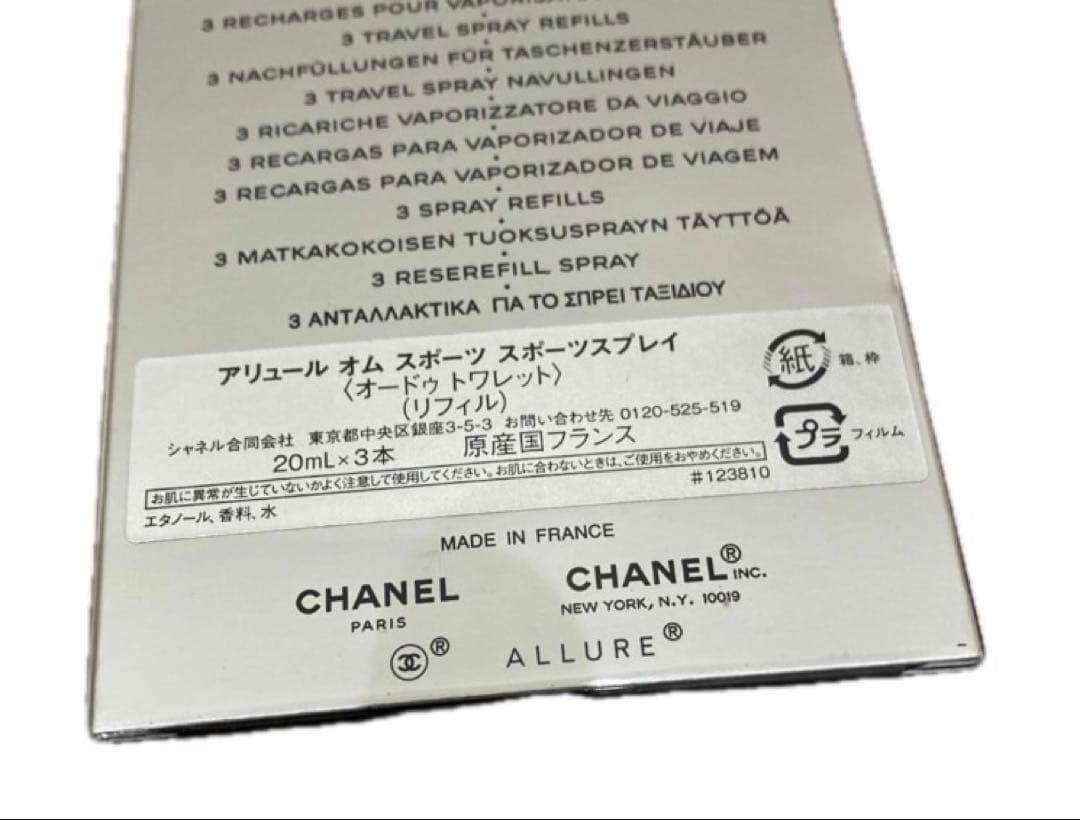 3 RECHARGES POUR
3 TRAVEL SPRAY REFILLS
3 NACHFÜLLUNGEN FÜR TASCHENZERSTÄUBER
3 TRAVEL SPRAY NAVULLINGEN
3 RICARICHE VAPORIZZATORE DA VIAGGIO
3 RECARGAS PARA VAPORIZADOR DE VIAJE
3 RECARGAS PARA VAPORIZADOR DE VIAGEM
3 SPRAY REFILLS
3 MATKAKOKOISEN TUOKSUSPRAYN TÄYTTÖÄ
3 RESEREFILL SPRAY
3 ΑΝΤΑΛΛΑΚΤΙΚΑ ΓΙΑ ΤΟ ΣΠΡΕΙ ΤΑΞΙΔΙΟΥ
アリュール オム スポーツ スポーツスプレイ
〈オードゥ トワレット〉
(リフィル)
シャネル合同会社 東京都中央区銀座3-5-3 お問い合わせ先 0120-525-519
20mL×3本 原産国フランス
お肌に異常が生じていないかよく注意して使用してください。お肌に合わないときは、ご使用をおやめください。
エタノール、香料、水
#123810
紙 箱、枠
プラ フィルム
MADE IN FRANCE
CHANEL
PARIS
CHANEL® INC.
NEW YORK, N.Y. 10019
®
ALLURE®